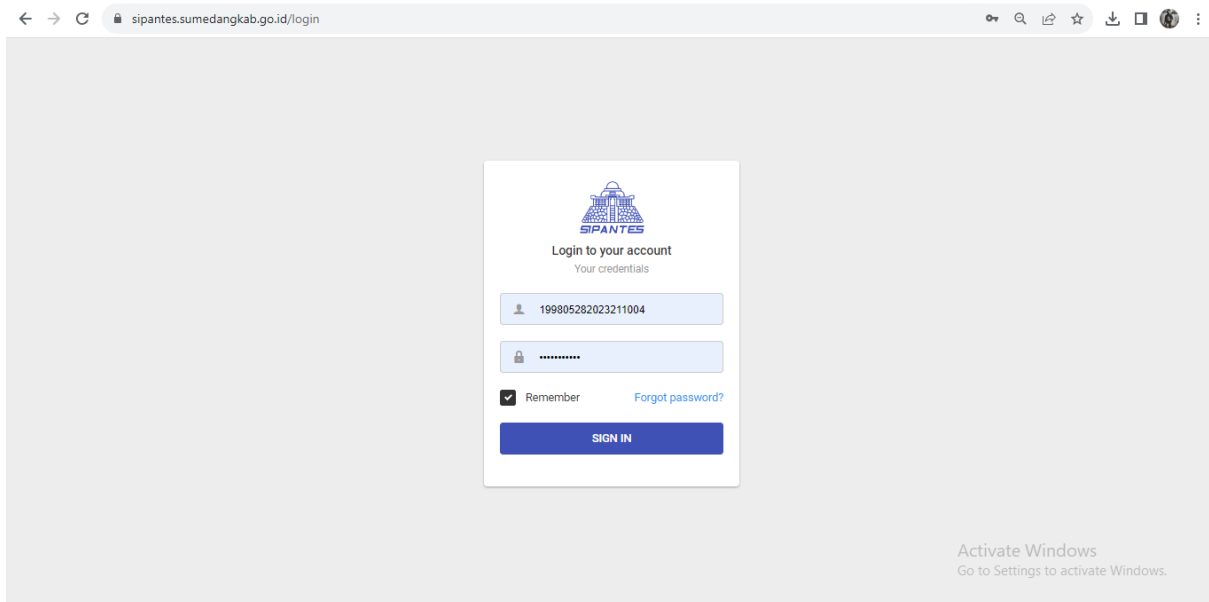 sipantes.sumedangkab.go.id/login
SIPANTES
Login to your account
Your credentials
199805282023211004
•••••••••••
Remember
Forgot password?
SIGN IN
Activate Windows
Go to Settings to activate Windows.